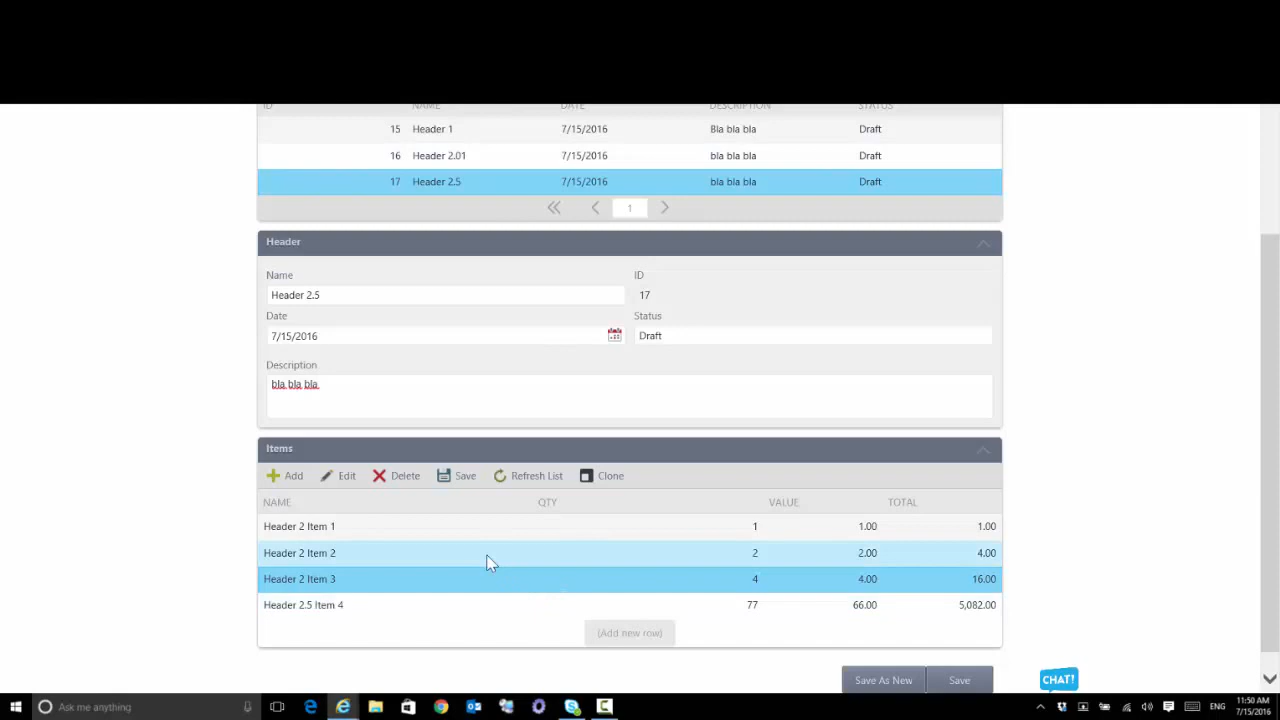 ID NAME DATE DESCRIPTION STATUS
15 Header 1 7/15/2016 Bla bla bla Draft
16 Header 2.01 7/15/2016 bla bla bla Draft
17 Header 2.5 7/15/2016 bla bla bla Draft
1
Header
Name ID
Header 2.5 17
Date Status
7/15/2016 Draft
Description
bla bla bla
Items
Add Edit Delete Save Refresh List Clone
NAME QTY VALUE TOTAL
Header 2 Item 1 1 1.00 1.00
Header 2 Item 2 2 2.00 4.00
Header 2 Item 3 4 4.00 16.00
Header 2.5 Item 4 77 66.00 5,082.00
(Add new row)
Save As New Save
CHAT!
Ask me anything ENG 11:50 AM
7/15/2016